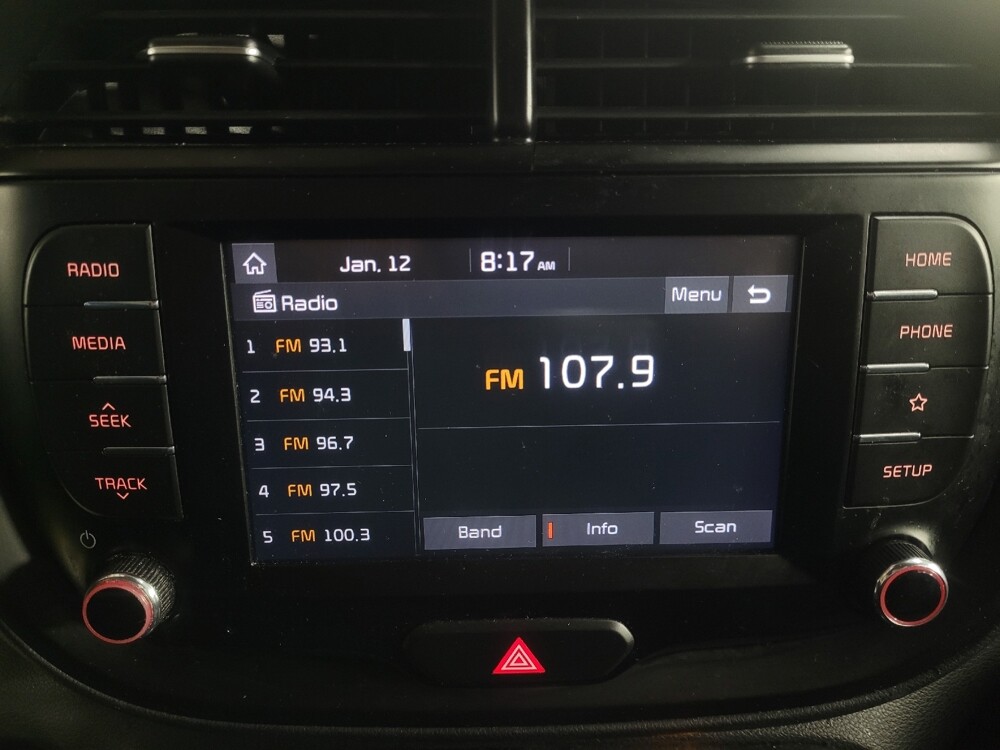 Jan. 12 8:17 AM
Radio Menu
1 FM 93.1
2 FM 94.3
3 FM 96.7
4 FM 97.5
5 FM 100.3
FM 107.9
Band Info Scan
RADIO
MEDIA
SEEK
TRACK
HOME
PHONE
SETUP